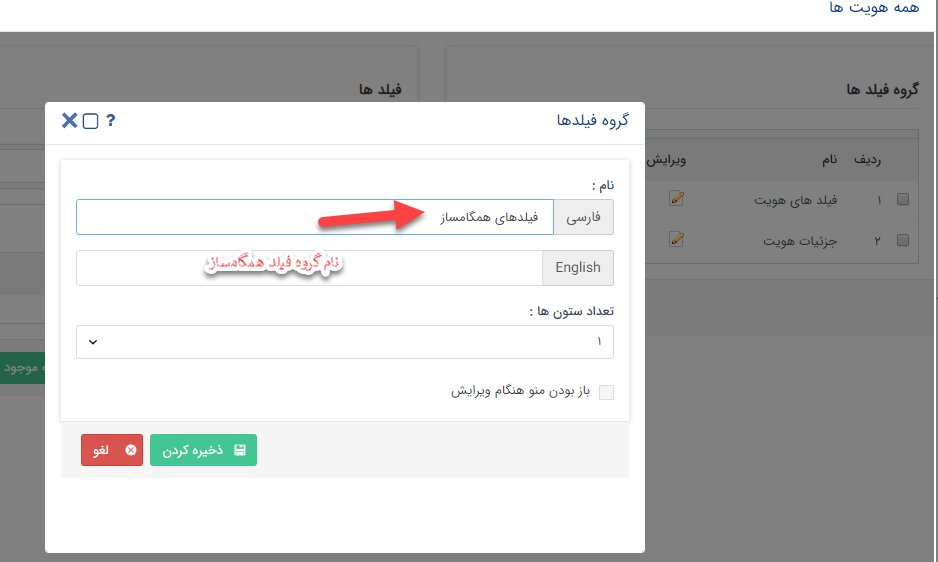 همه هویت ها
گروه فیلد ها
فیلد ها
ردیف نام ویرایش
۱ فیلد های هویت
۲ جزئیات هویت
ه موجود
گروه فیلدها
?
نام :
فارسی فیلدهای همگامساز
English
نام گروه فیلد همگامساز
تعداد ستون ها :
۱
باز بودن منو هنگام ویرایش
ذخیره کردن
لغو